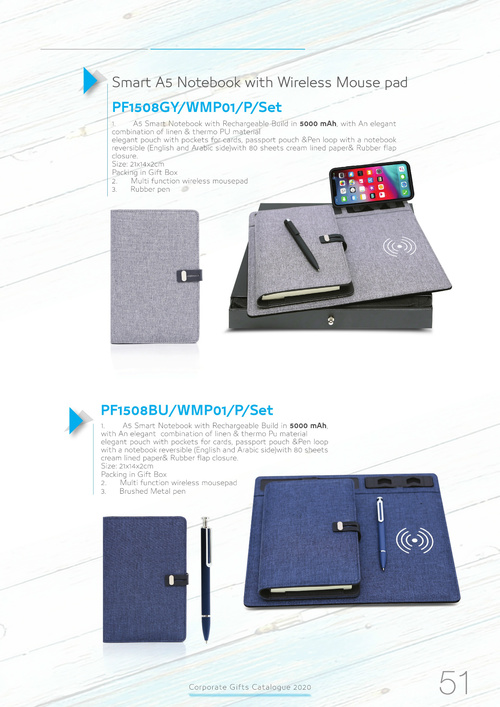 Smart A5 Notebook with Wireless Mouse pad
PF1508GY/WMP01/P/Set
1. A5 Smart Notebook with Rechargeable Build in 5000 mAh, with An elegant
combination of linen & thermo PU material
elegant pouch with pockets for cards, passport pouch &Pen loop with a notebook
reversible (English and Arabic side)with 80 sheets cream lined paper& Rubber flap
closure.
Size: 21x14x2cm
Packing in Gift Box
2. Multi function wireless mousepad
3. Rubber pen
PF1508BU/WMP01/P/Set
1. A5 Smart Notebook with Rechargeable Build in 5000 mAh,
with An elegant combination of linen & thermo Pu material
elegant pouch with pockets for cards, passport pouch &Pen loop
with a notebook reversible (English and Arabic side)with 80 sheets
cream lined paper& Rubber flap closure.
Size: 21x14x2cm
Packing in Gift Box
2. Multi function wireless mousepad
3. Brushed Metal pen
Corporate Gifts Catalogue 2020
51